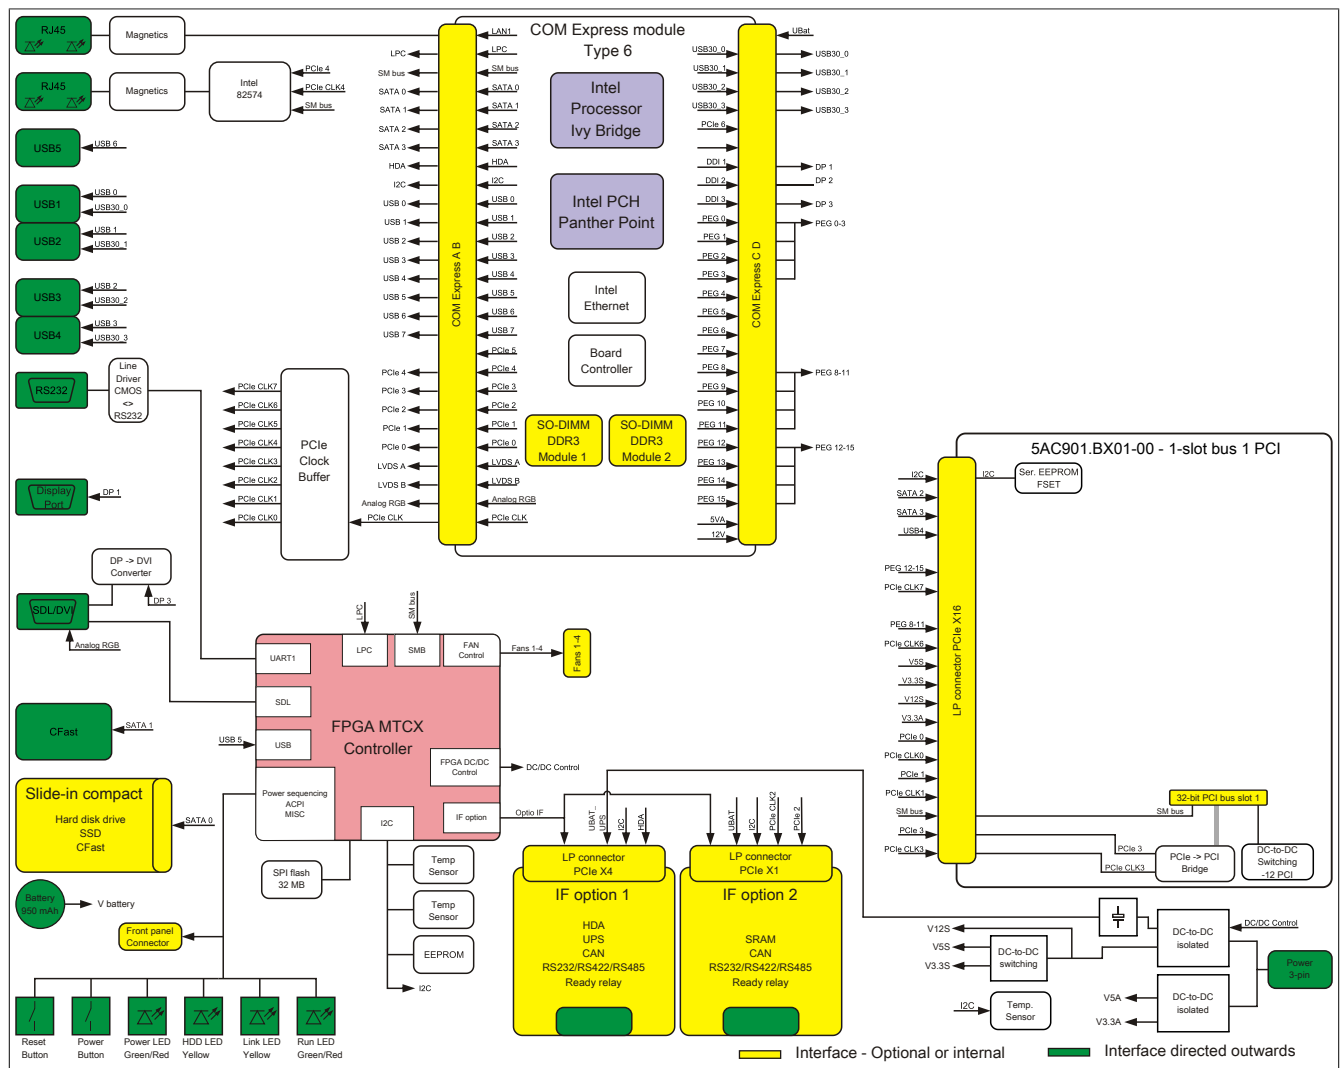 RJ45
Magnetics
RJ45
Magnetics
Intel
82574
PCIe 4
PCIe CLK4
SM bus
USB5
USB 6
USB1
USB 0
USB30_0
USB2
USB 1
USB30_1
USB3
USB 2
USB30_2
USB4
USB 3
USB30_3
RS232
Line
Driver
CMOS
<>
RS232
Display
Port
DP 1
DP -> DVI
Converter
DP 3
SDL/DVI
Analog RGB
CFast
SATA 1
Slide-in compact
Hard disk drive
SSD
CFast
SATA 0
Battery
950 mAh
V battery
Front panel
Connector
Reset
Button
Power
Button
Power LED
Green/Red
HDD LED
Yellow
Link LED
Yellow
Run LED
Green/Red
PCIe CLK7
PCIe CLK6
PCIe CLK5
PCIe CLK4
PCIe CLK3
PCIe CLK2
PCIe CLK1
PCIe CLK0
PCIe
Clock
Buffer
PCIe CLK
LPC
SM bus
SATA 0
SATA 1
SATA 2
SATA 3
HDA
I2C
USB 0
USB 1
USB 2
USB 3
USB 4
USB 5
USB 6
USB 7
PCIe 4
PCIe 3
PCIe 2
PCIe 1
PCIe 0
LVDS A
LVDS B
Analog RGB
COM Express A B
LAN1
LPC
SM bus
SATA 0
SATA 1
SATA 2
SATA 3
HDA
I2C
USB 0
USB 1
USB 2
USB 3
USB 4
USB 5
USB 6
USB 7
PCIe 5
PCIe 4
PCIe 3
PCIe 2
PCIe 1
PCIe 0
LVDS A
LVDS B
Analog RGB
PCIe CLK
COM Express module
Type 6
Intel
Processor
Ivy Bridge
Intel PCH
Panther Point
Intel
Ethernet
Board
Controller
SO-DIMM
DDR3
Module 1
SO-DIMM
DDR3
Module 2
USB30_0
USB30_1
USB30_2
USB30_3
PCIe 6
DDI 1
DDI 2
DDI 3
PEG 0
PEG 1
PEG 2
PEG 3
PEG 4
PEG 5
PEG 6
PEG 7
PEG 8
PEG 9
PEG 10
PEG 11
PEG 12
PEG 13
PEG 14
PEG 15
5VA
12V
COM Express C D
UBat
USB30_0
USB30_1
USB30_2
USB30_3
DP 1
DP 2
DP 3
PEG 0-3
PEG 8-11
PEG 12-15
5AC901.BX01-00 - 1-slot bus 1 PCI
I2C
SATA 2
SATA 3
USB4
PEG 12-15
PCIe CLK7
PEG 8-11
PCIe CLK6
V5S
V3.3S
V12S
V3.3A
PCIe 0
PCIe CLK0
PCIe 1
PCIe CLK1
SM bus
PCIe 3
PCIe CLK3
LP connector PCIe X16
I2C
Ser. EEPROM
FSET
32-bit PCI bus slot 1
SM bus
PCIe 3
PCIe CLK3
PCIe -> PCI
Bridge
DC-to-DC
Switching
-12 PCI
LPC
SM bus
UART1
LPC
SMB
FAN
Control
Fans 1-4
Fans 1-4
SDL
USB 5
USB
FPGA MTCX
Controller
FPGA DC/DC
Control
DC/DC Control
Power sequencing
ACPI
MISC
I2C
IF option
Optio IF
SPI flash
32 MB
Temp
Sensor
Temp
Sensor
EEPROM
I2C
UBAT_
UPS
I2C
HDA
LP connector
PCIe X4
IF option 1
HDA
UPS
CAN
RS232/RS422/RS485
Ready relay
UBAT
I2C
PCIe CLK2
PCIe 2
LP connector
PCIe X1
IF option 2
SRAM
CAN
RS232/RS422/RS485
Ready relay
V12S
V5S
V3.3S
DC-to-DC
switching
DC-to-DC
isolated
DC/DC Control
Power
3-pin
I2C
Temp.
Sensor
V5A
V3.3A
DC-to-DC
isolated
Interface - Optional or internal
Interface directed outwards